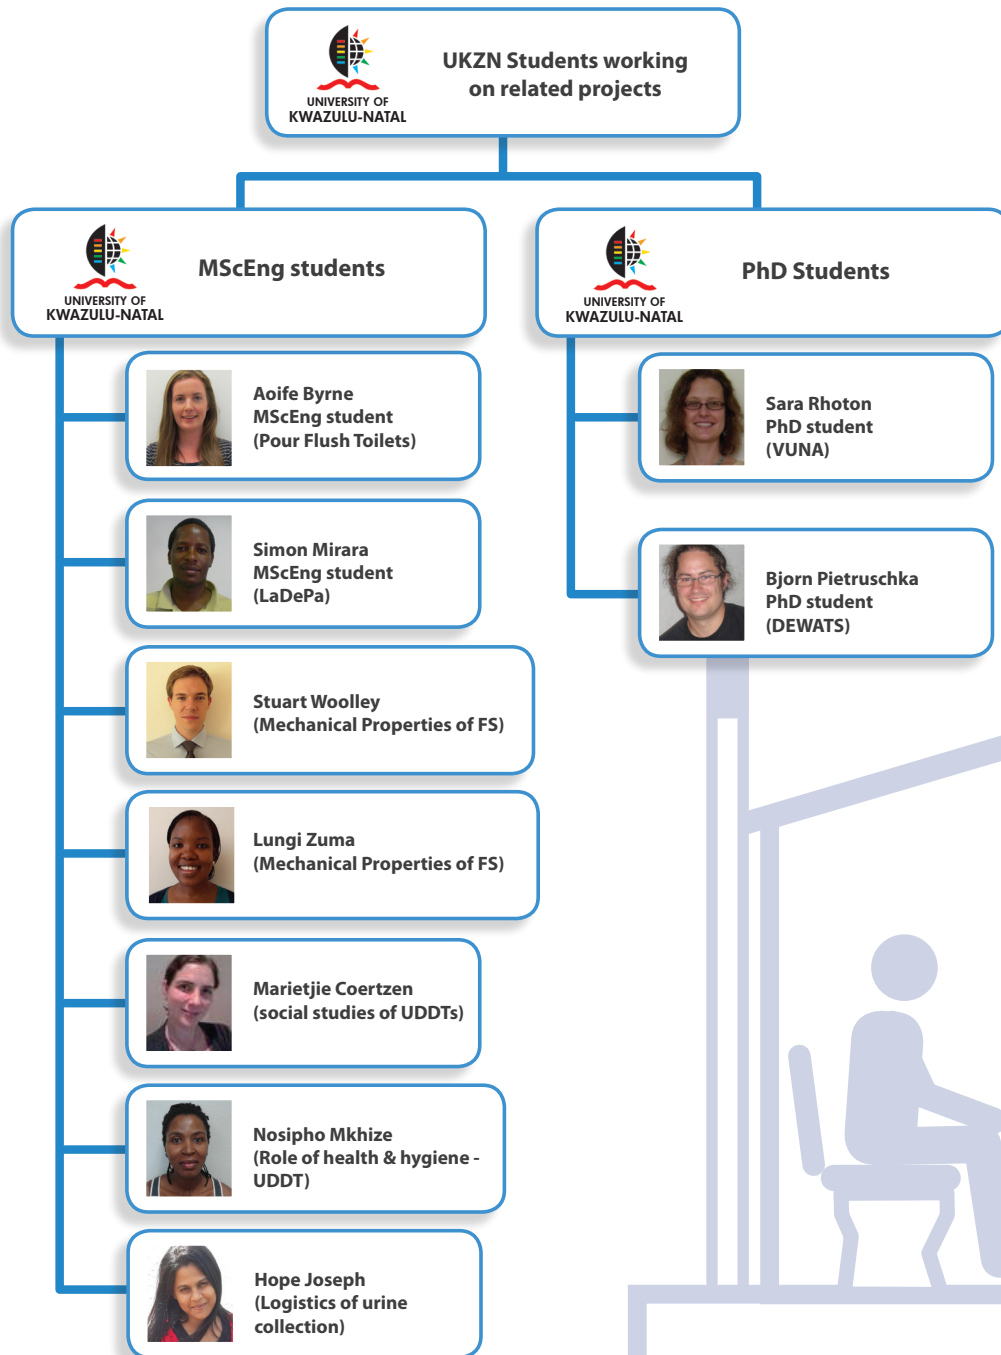 UNIVERSITY OF
KWAZULU-NATAL
UKZN Students working
on related projects
UNIVERSITY OF
KWAZULU-NATAL
MScEng students
Aoife Byrne
MScEng student
(Pour Flush Toilets)
Simon Mirara
MScEng student
(LaDePa)
Stuart Woolley
(Mechanical Properties of FS)
Lungi Zuma
(Mechanical Properties of FS)
Marietjie Coertzen
(social studies of UDDTs)
Nosipho Mkhize
(Role of health & hygiene -
UDDT)
Hope Joseph
(Logistics of urine
collection)
UNIVERSITY OF
KWAZULU-NATAL
PhD Students
Sara Rhoton
PhD student
(VUNA)
Bjorn Pietruschka
PhD student
(DEWATS)